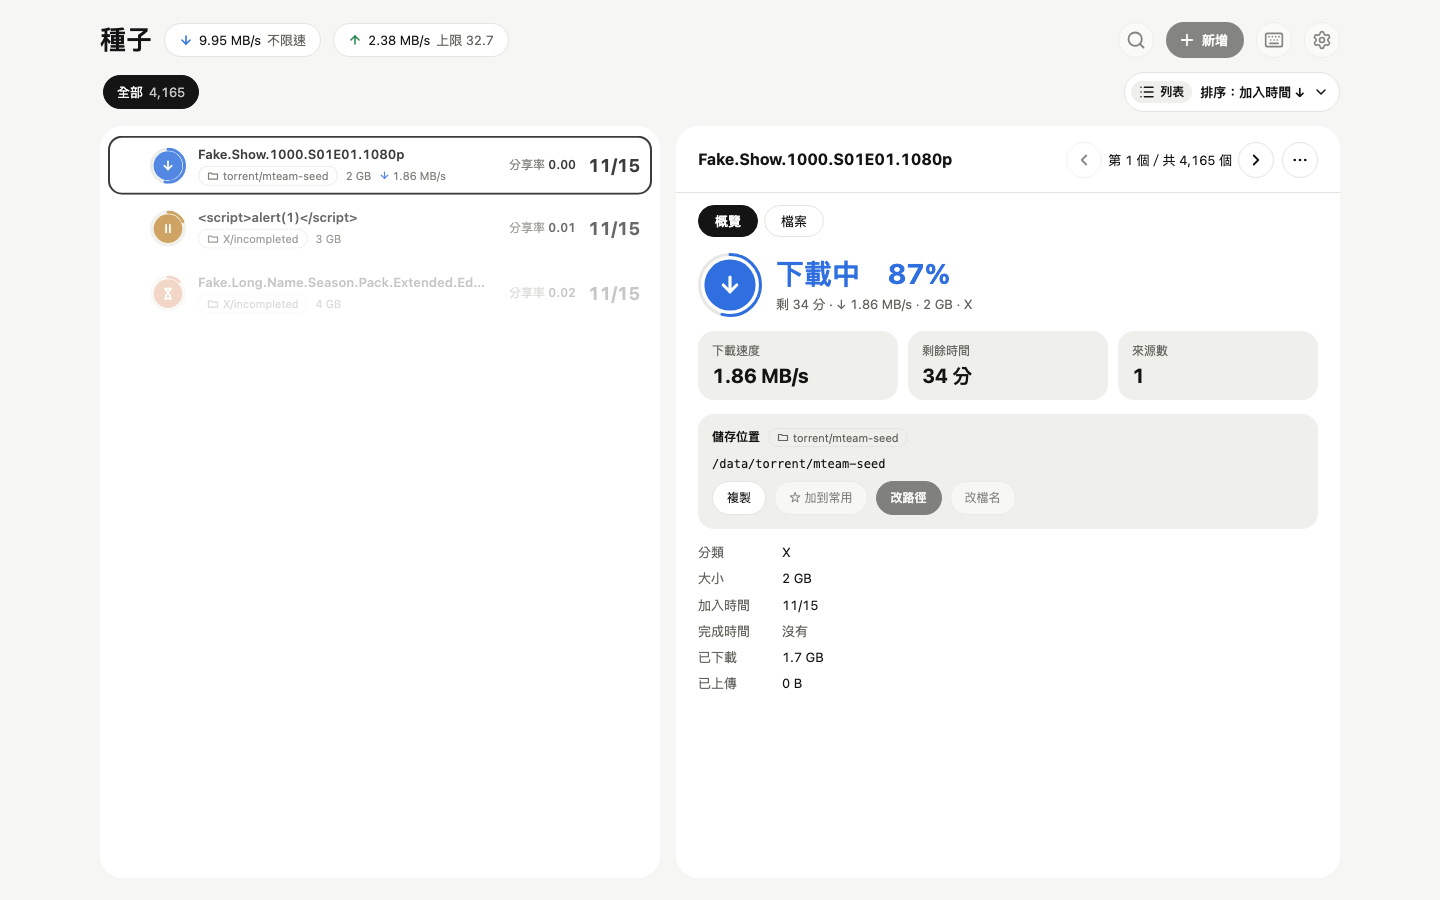 種子 9.95 MB/s 不限速 2.38 MB/s 上限 32.7 新增
全部 4,165 列表 排序：加入時間 ↓
Fake.Show.1000.S01E01.1080p
torrent/mteam-seed 2 GB ↓ 1.86 MB/s
分享率 0.00 11/15
<script>alert(1)</script>
X/incompleted 3 GB
分享率 0.01 11/15
Fake.Long.Name.Season.Pack.Extended.Ed...
X/incompleted 4 GB
分享率 0.02 11/15
Fake.Show.1000.S01E01.1080p 第 1 個 / 共 4,165 個
概覽 檔案
下載中 87%
剩 34 分 · ↓ 1.86 MB/s · 2 GB · X
下載速度 剩餘時間 來源數
1.86 MB/s 34 分 1
儲存位置 torrent/mteam-seed
/data/torrent/mteam-seed
複製 ☆ 加到常用 改路徑 改檔名
分類 X
大小 2 GB
加入時間 11/15
完成時間 沒有
已下載 1.7 GB
已上傳 0 B